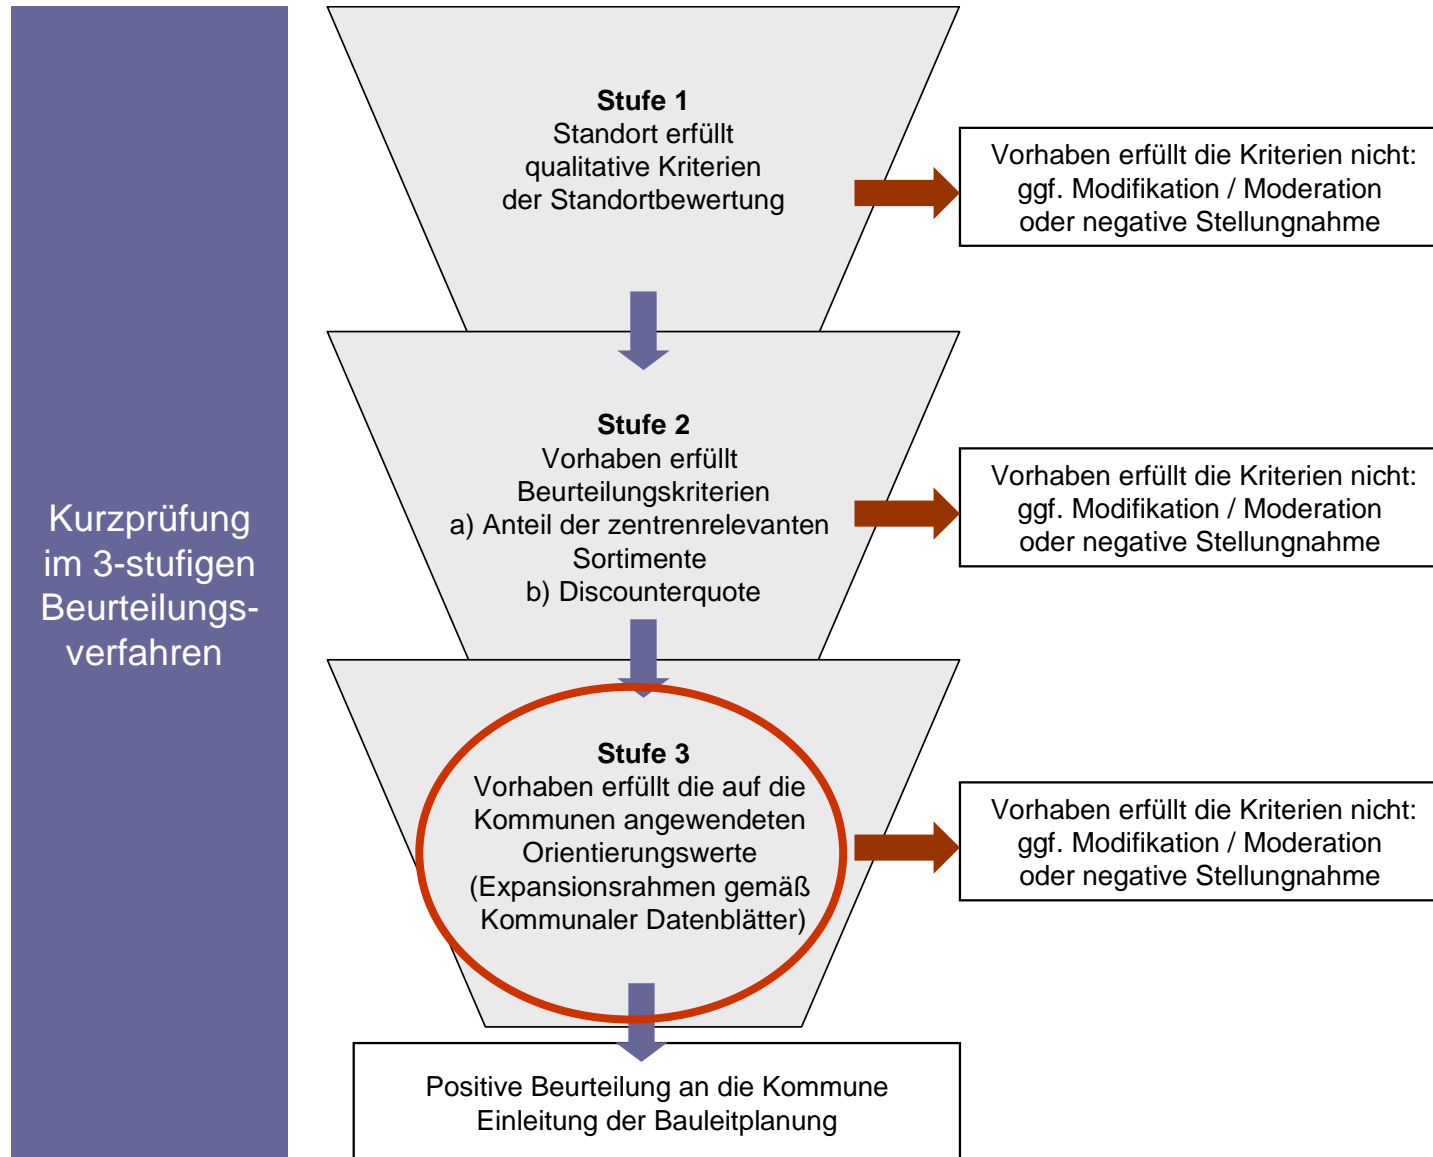 Kurzprüfung
im 3-stufigen
Beurteilungs-
verfahren
Stufe 1
Standort erfüllt
qualitative Kriterien
der Standortbewertung
Vorhaben erfüllt die Kriterien nicht:
ggf. Modifikation / Moderation
oder negative Stellungnahme
Stufe 2
Vorhaben erfüllt
Beurteilungskriterien
a) Anteil der zentrenrelevanten
Sortimente
b) Discounterquote
Vorhaben erfüllt die Kriterien nicht:
ggf. Modifikation / Moderation
oder negative Stellungnahme
Stufe 3
Vorhaben erfüllt die auf die
Kommunen angewendeten
Orientierungswerte
(Expansionsrahmen gemäß
Kommunaler Datenblätter)
Vorhaben erfüllt die Kriterien nicht:
ggf. Modifikation / Moderation
oder negative Stellungnahme
Positive Beurteilung an die Kommune
Einleitung der Bauleitplanung